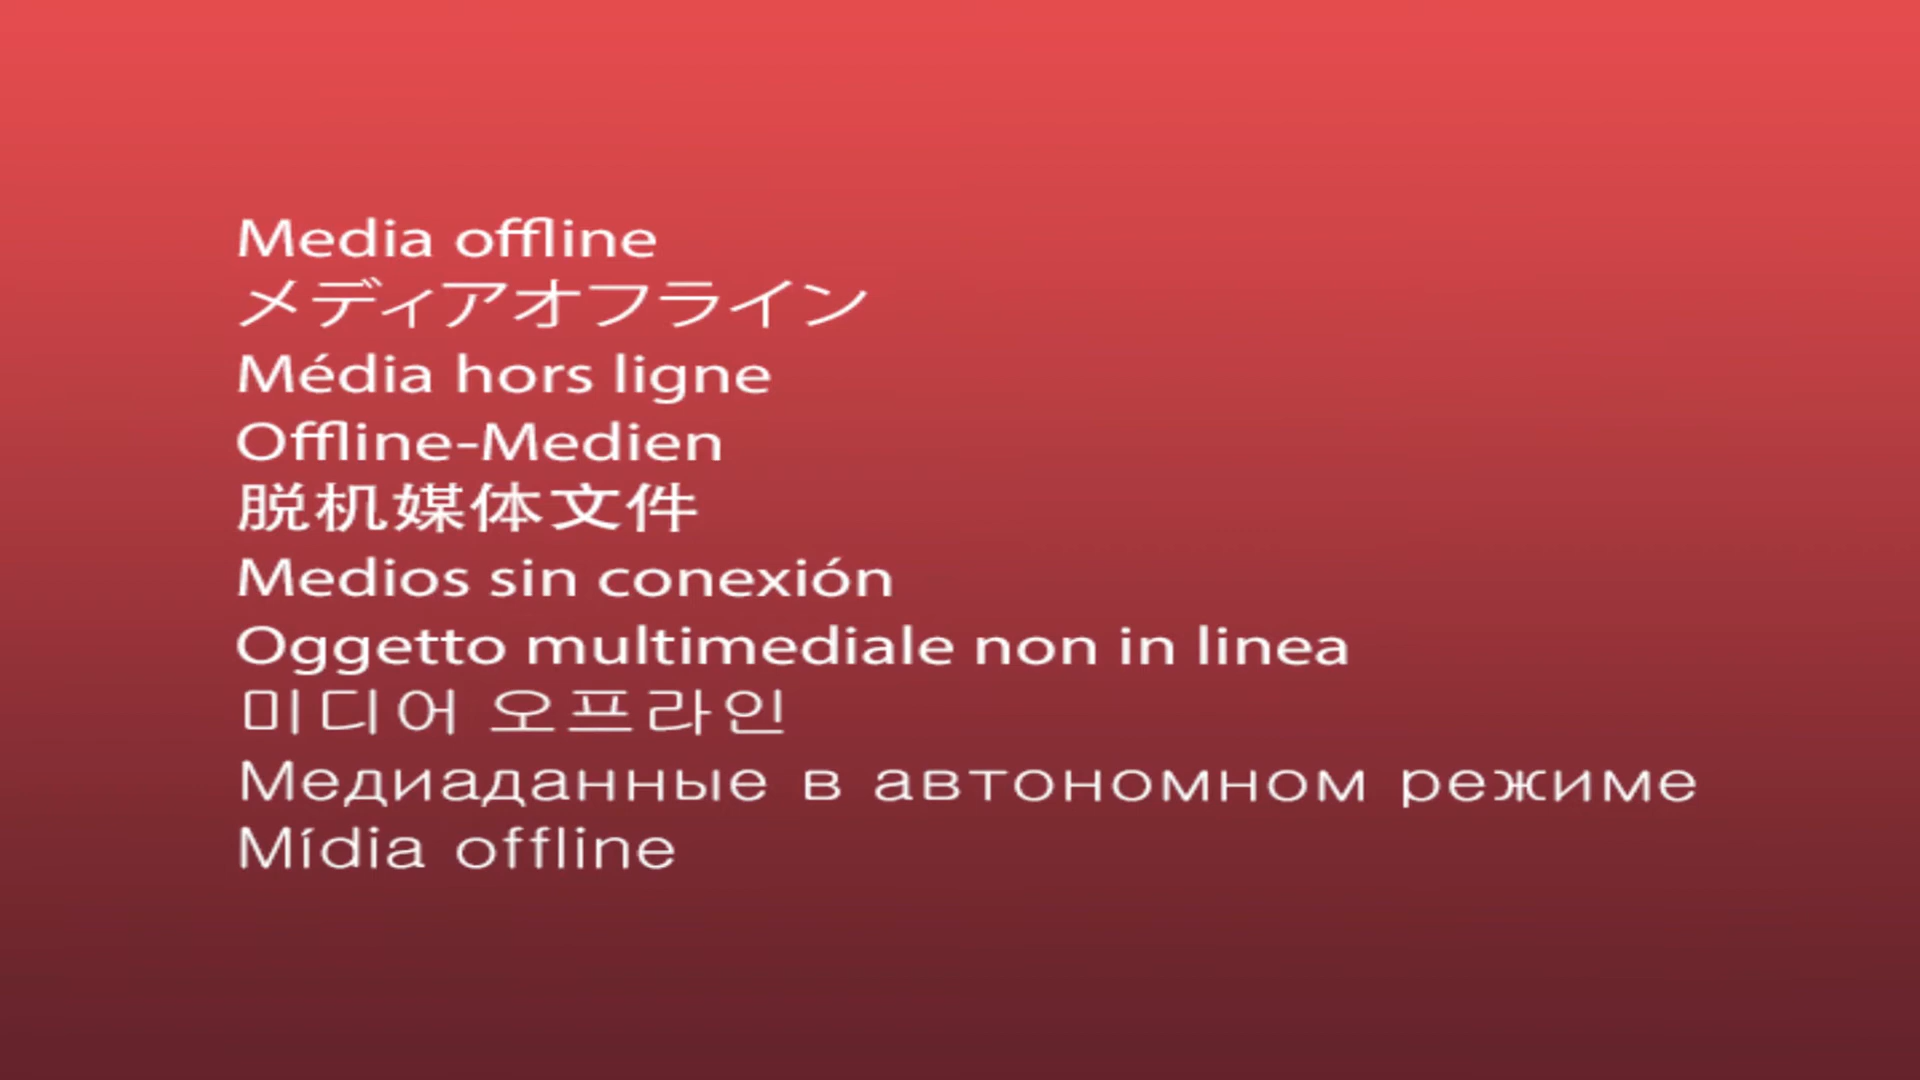 Media offline
メディアオフライン
Média hors ligne
Offline-Medien
脱机媒体文件
Medios sin conexión
Oggetto multimediale non in linea
미디어 오프라인
Медиаданные в автономном режиме
Mídia offline